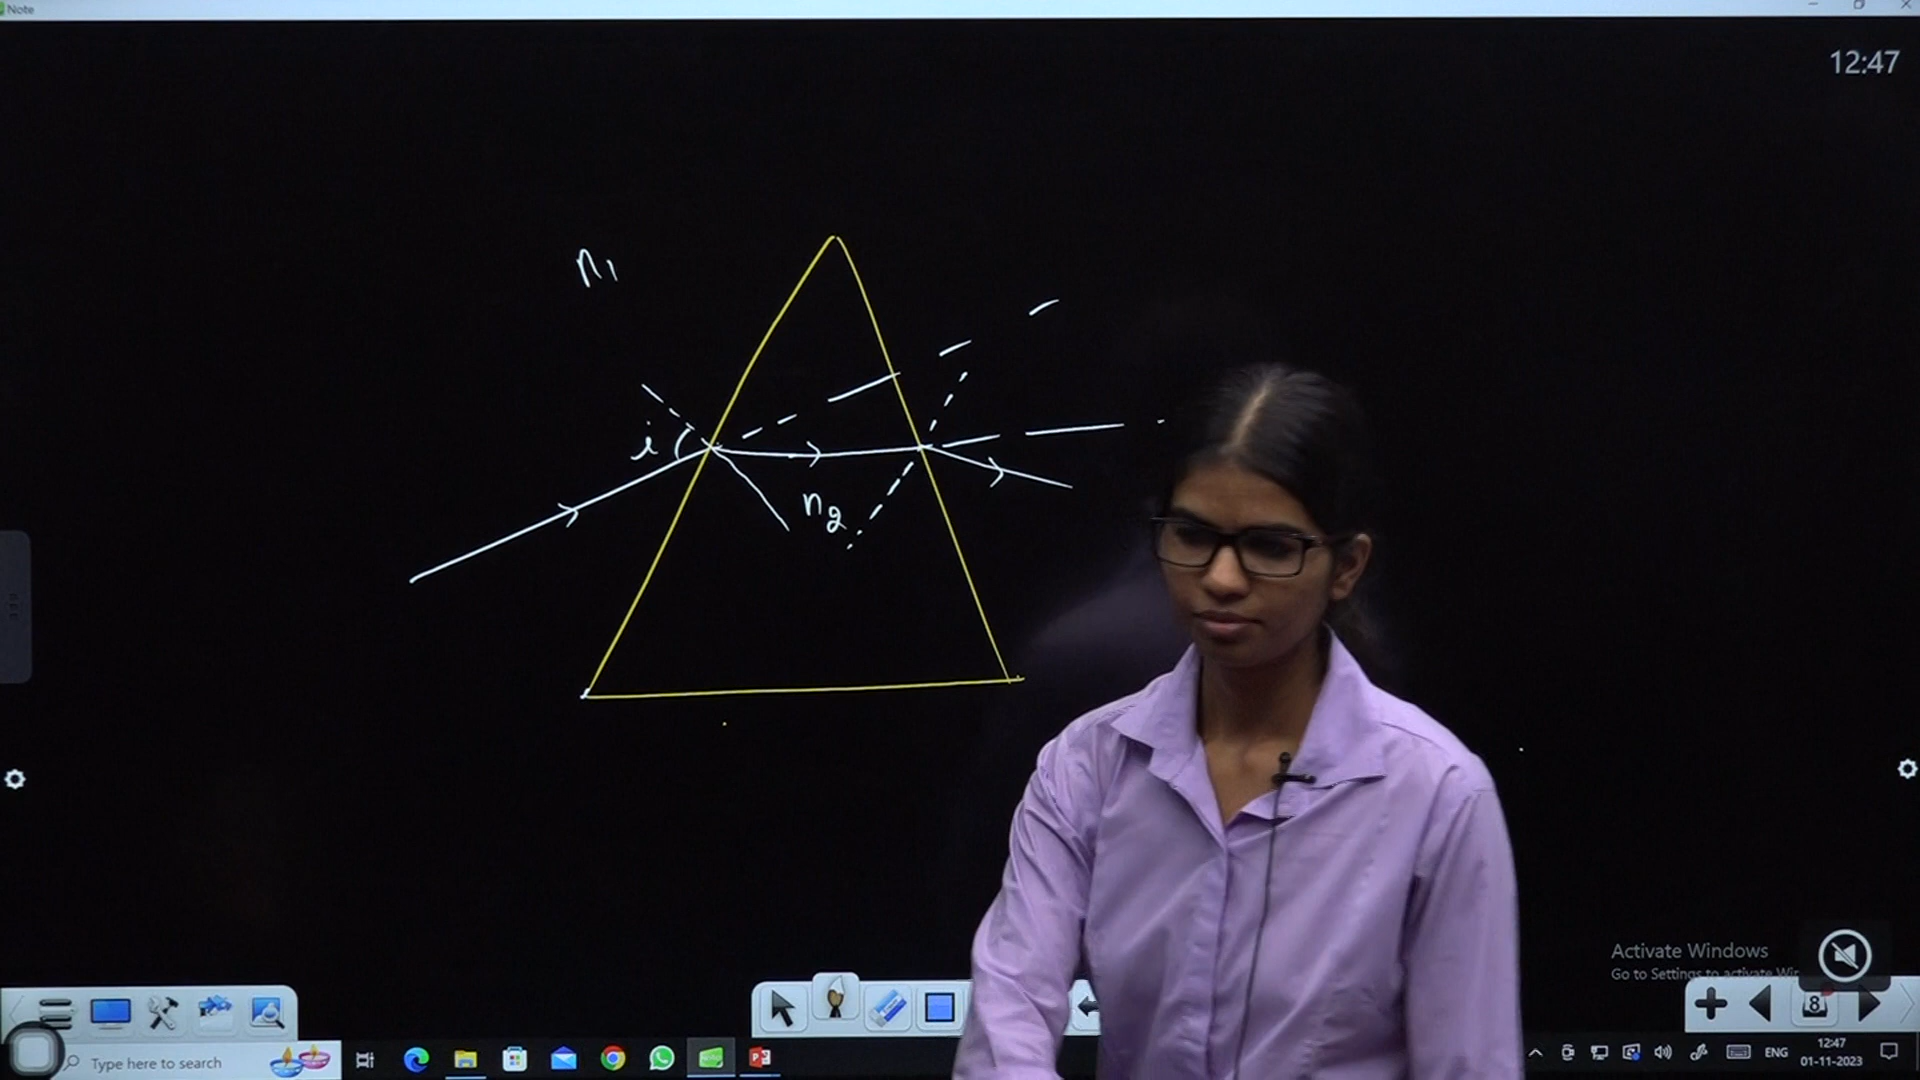 Note
12:47
n1
i
n2
Activate Windows
Go to Settings to activate Win
8
Type here to search
ENG
12:47
01-11-2023